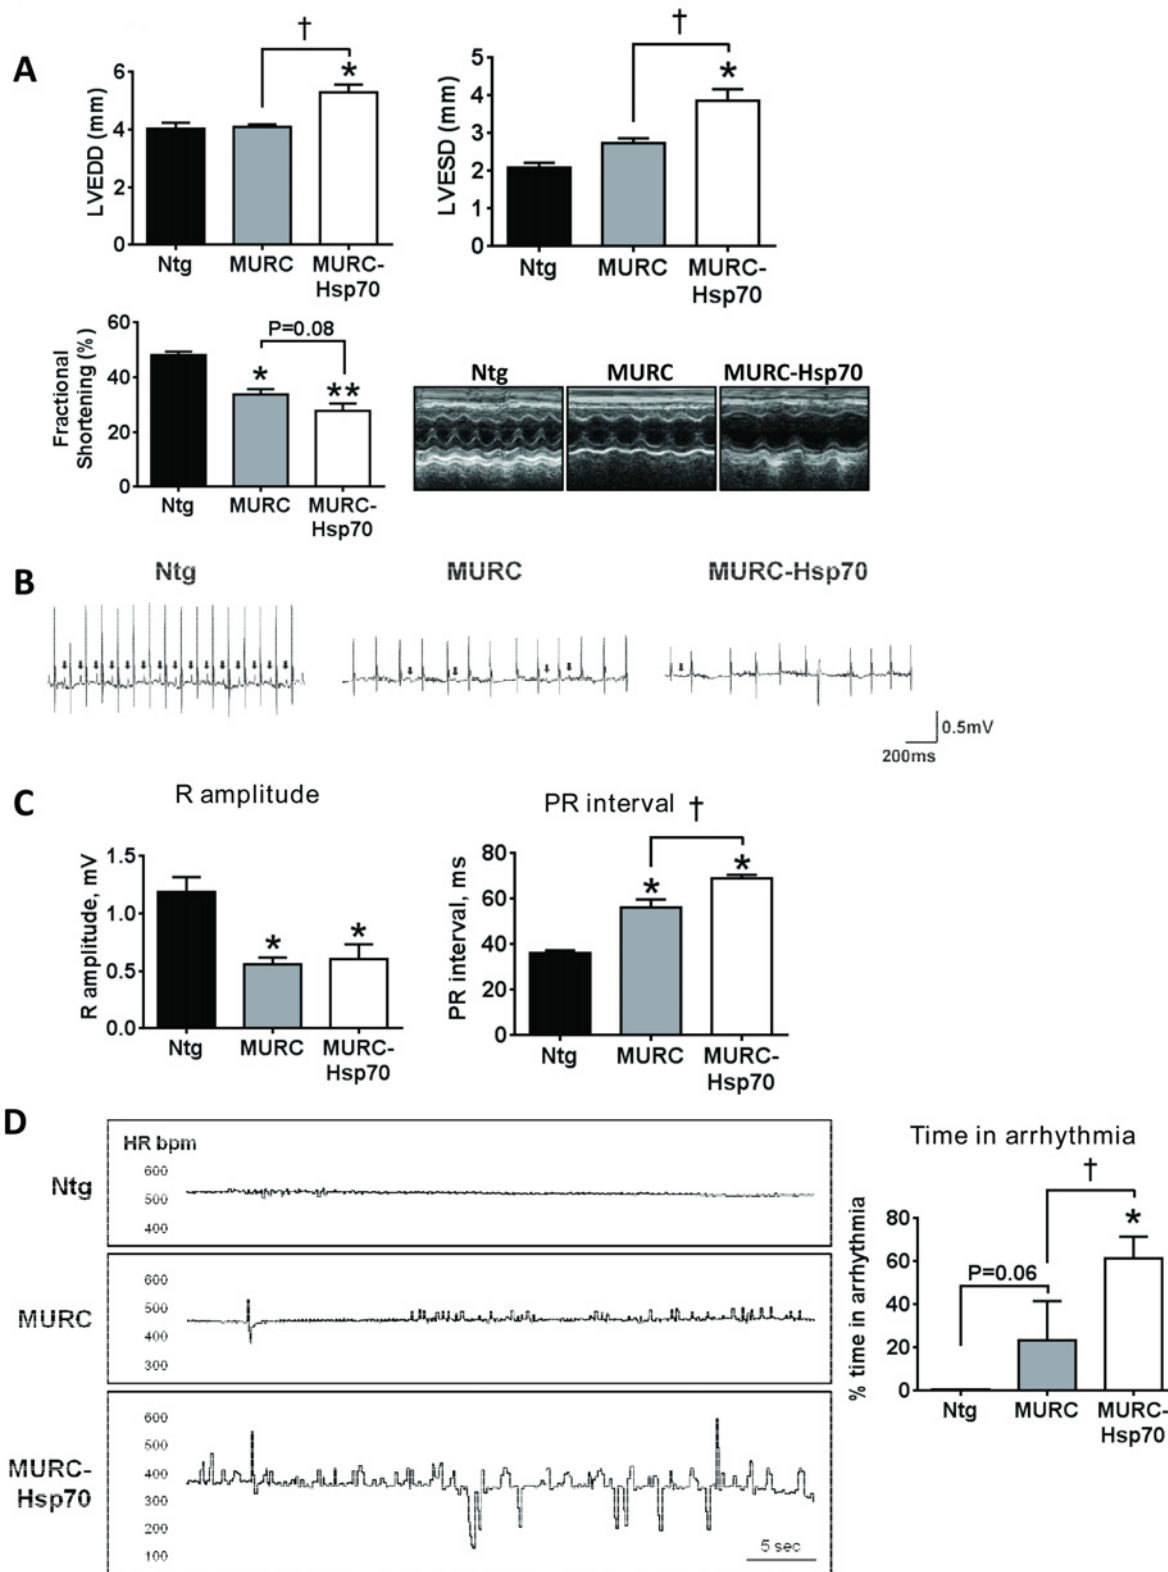 A
†
6
4
2
0
LVEDD (mm)
*
Ntg
MURC
MURC-
Hsp70
†
5
4
3
2
1
0
LVESD (mm)
*
Ntg
MURC
MURC-
Hsp70
60
40
20
0
Fractional
Shortening (%)
P=0.08
*
**
Ntg
MURC
MURC-
Hsp70
Ntg
MURC
MURC-Hsp70
B
Ntg
MURC
MURC-Hsp70
0.5mV
200ms
C
R amplitude
1.5
1.0
0.5
0.0
R amplitude, mV
*
*
Ntg
MURC
MURC-
Hsp70
PR interval
†
80
60
40
20
0
PR interval, ms
*
*
Ntg
MURC
MURC-
Hsp70
D
HR bpm
Ntg
600
500
400
MURC
600
500
400
300
MURC-
Hsp70
600
500
400
300
200
100
5 sec
Time in arrhythmia
†
80
60
40
20
0
% time in arrhythmia
P=0.06
*
Ntg
MURC
MURC-
Hsp70